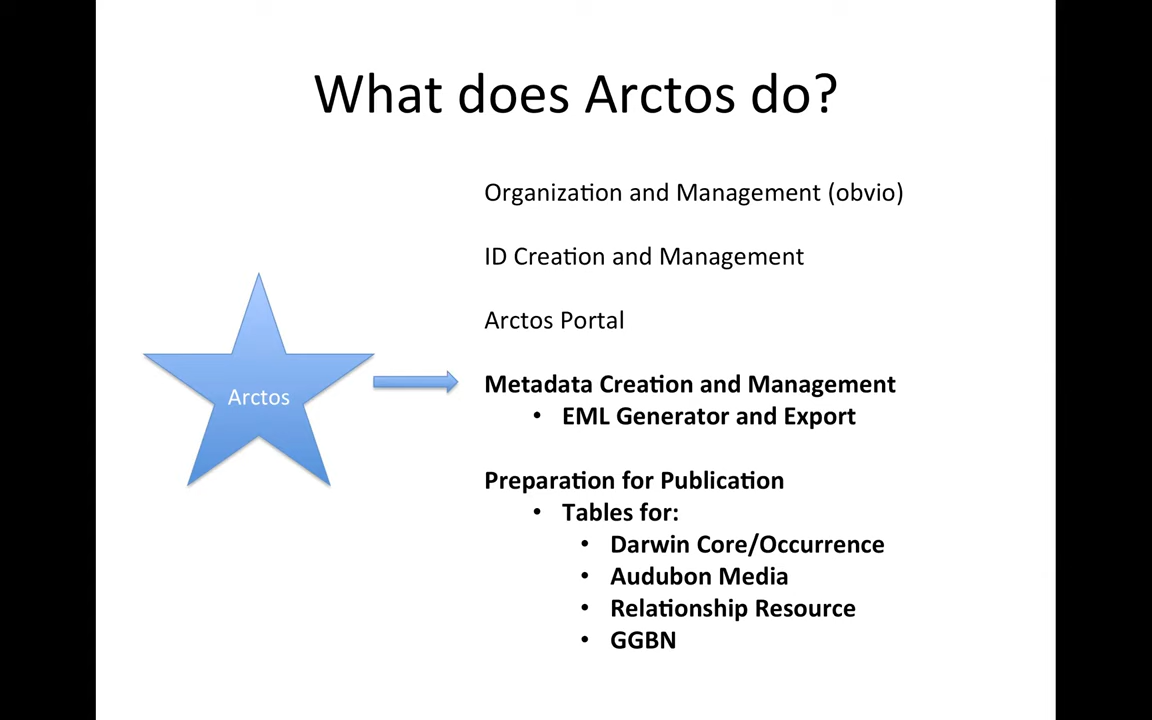 What does Arctos do?
Organization and Management (obvio)
ID Creation and Management
Arctos Portal
Arctos
Metadata Creation and Management
• EML Generator and Export
Preparation for Publication
• Tables for:
• Darwin Core/Occurrence
• Audubon Media
• Relationship Resource
• GGBN